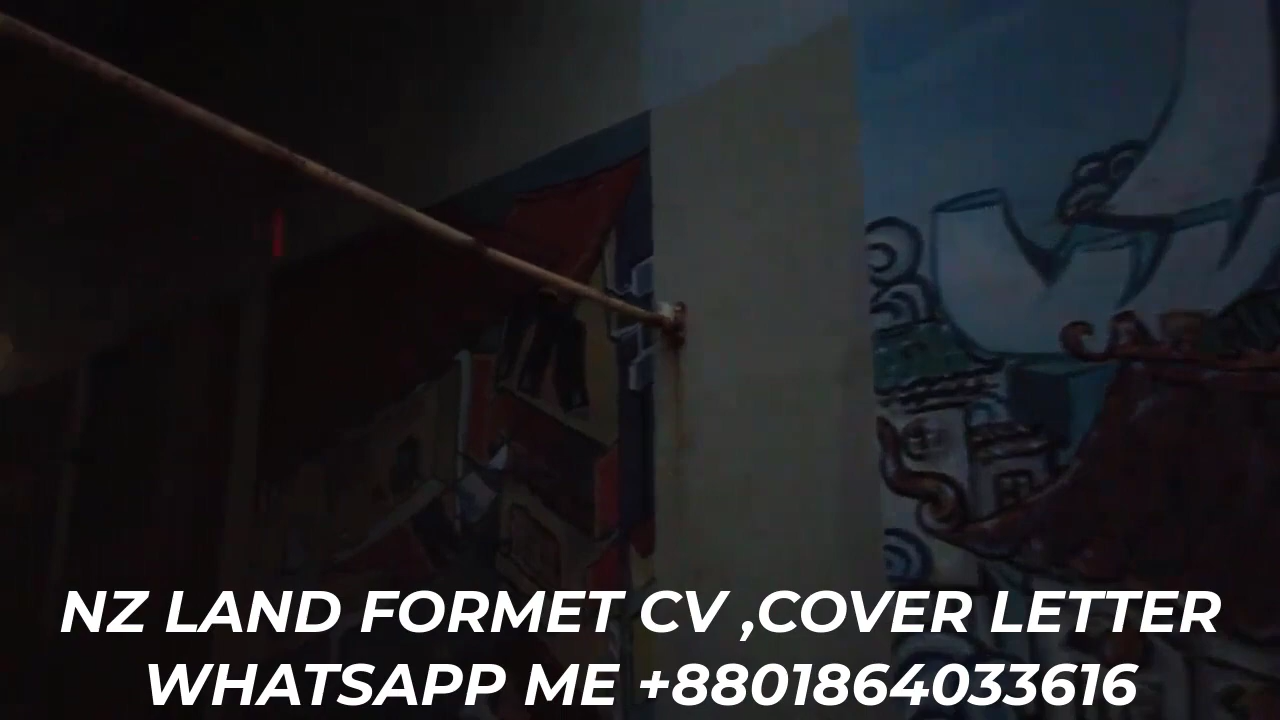 NZ LAND FORMET CV ,COVER LETTER
WHATSAPP ME +8801864033616